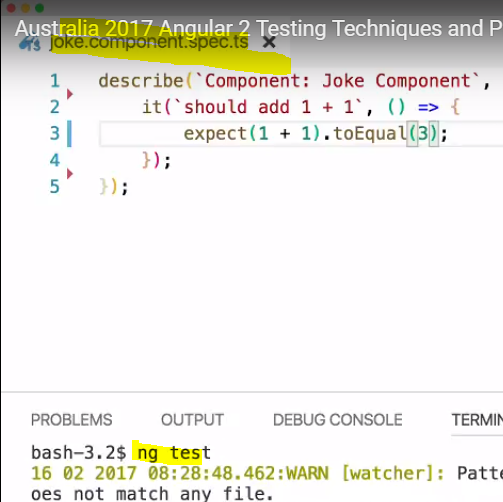 Australia 2017 Angular 2 Testing Techniques and P
joke.component.spec.ts ×
1 describe(`Component: Joke Component`,
2 it(`should add 1 + 1`, () => {
3 expect(1 + 1).toEqual(3);
4 });
5 });
PROBLEMS OUTPUT DEBUG CONSOLE TERMIN
bash-3.2$ ng test
16 02 2017 08:28:48.462:WARN [watcher]: Patte
oes not match any file.